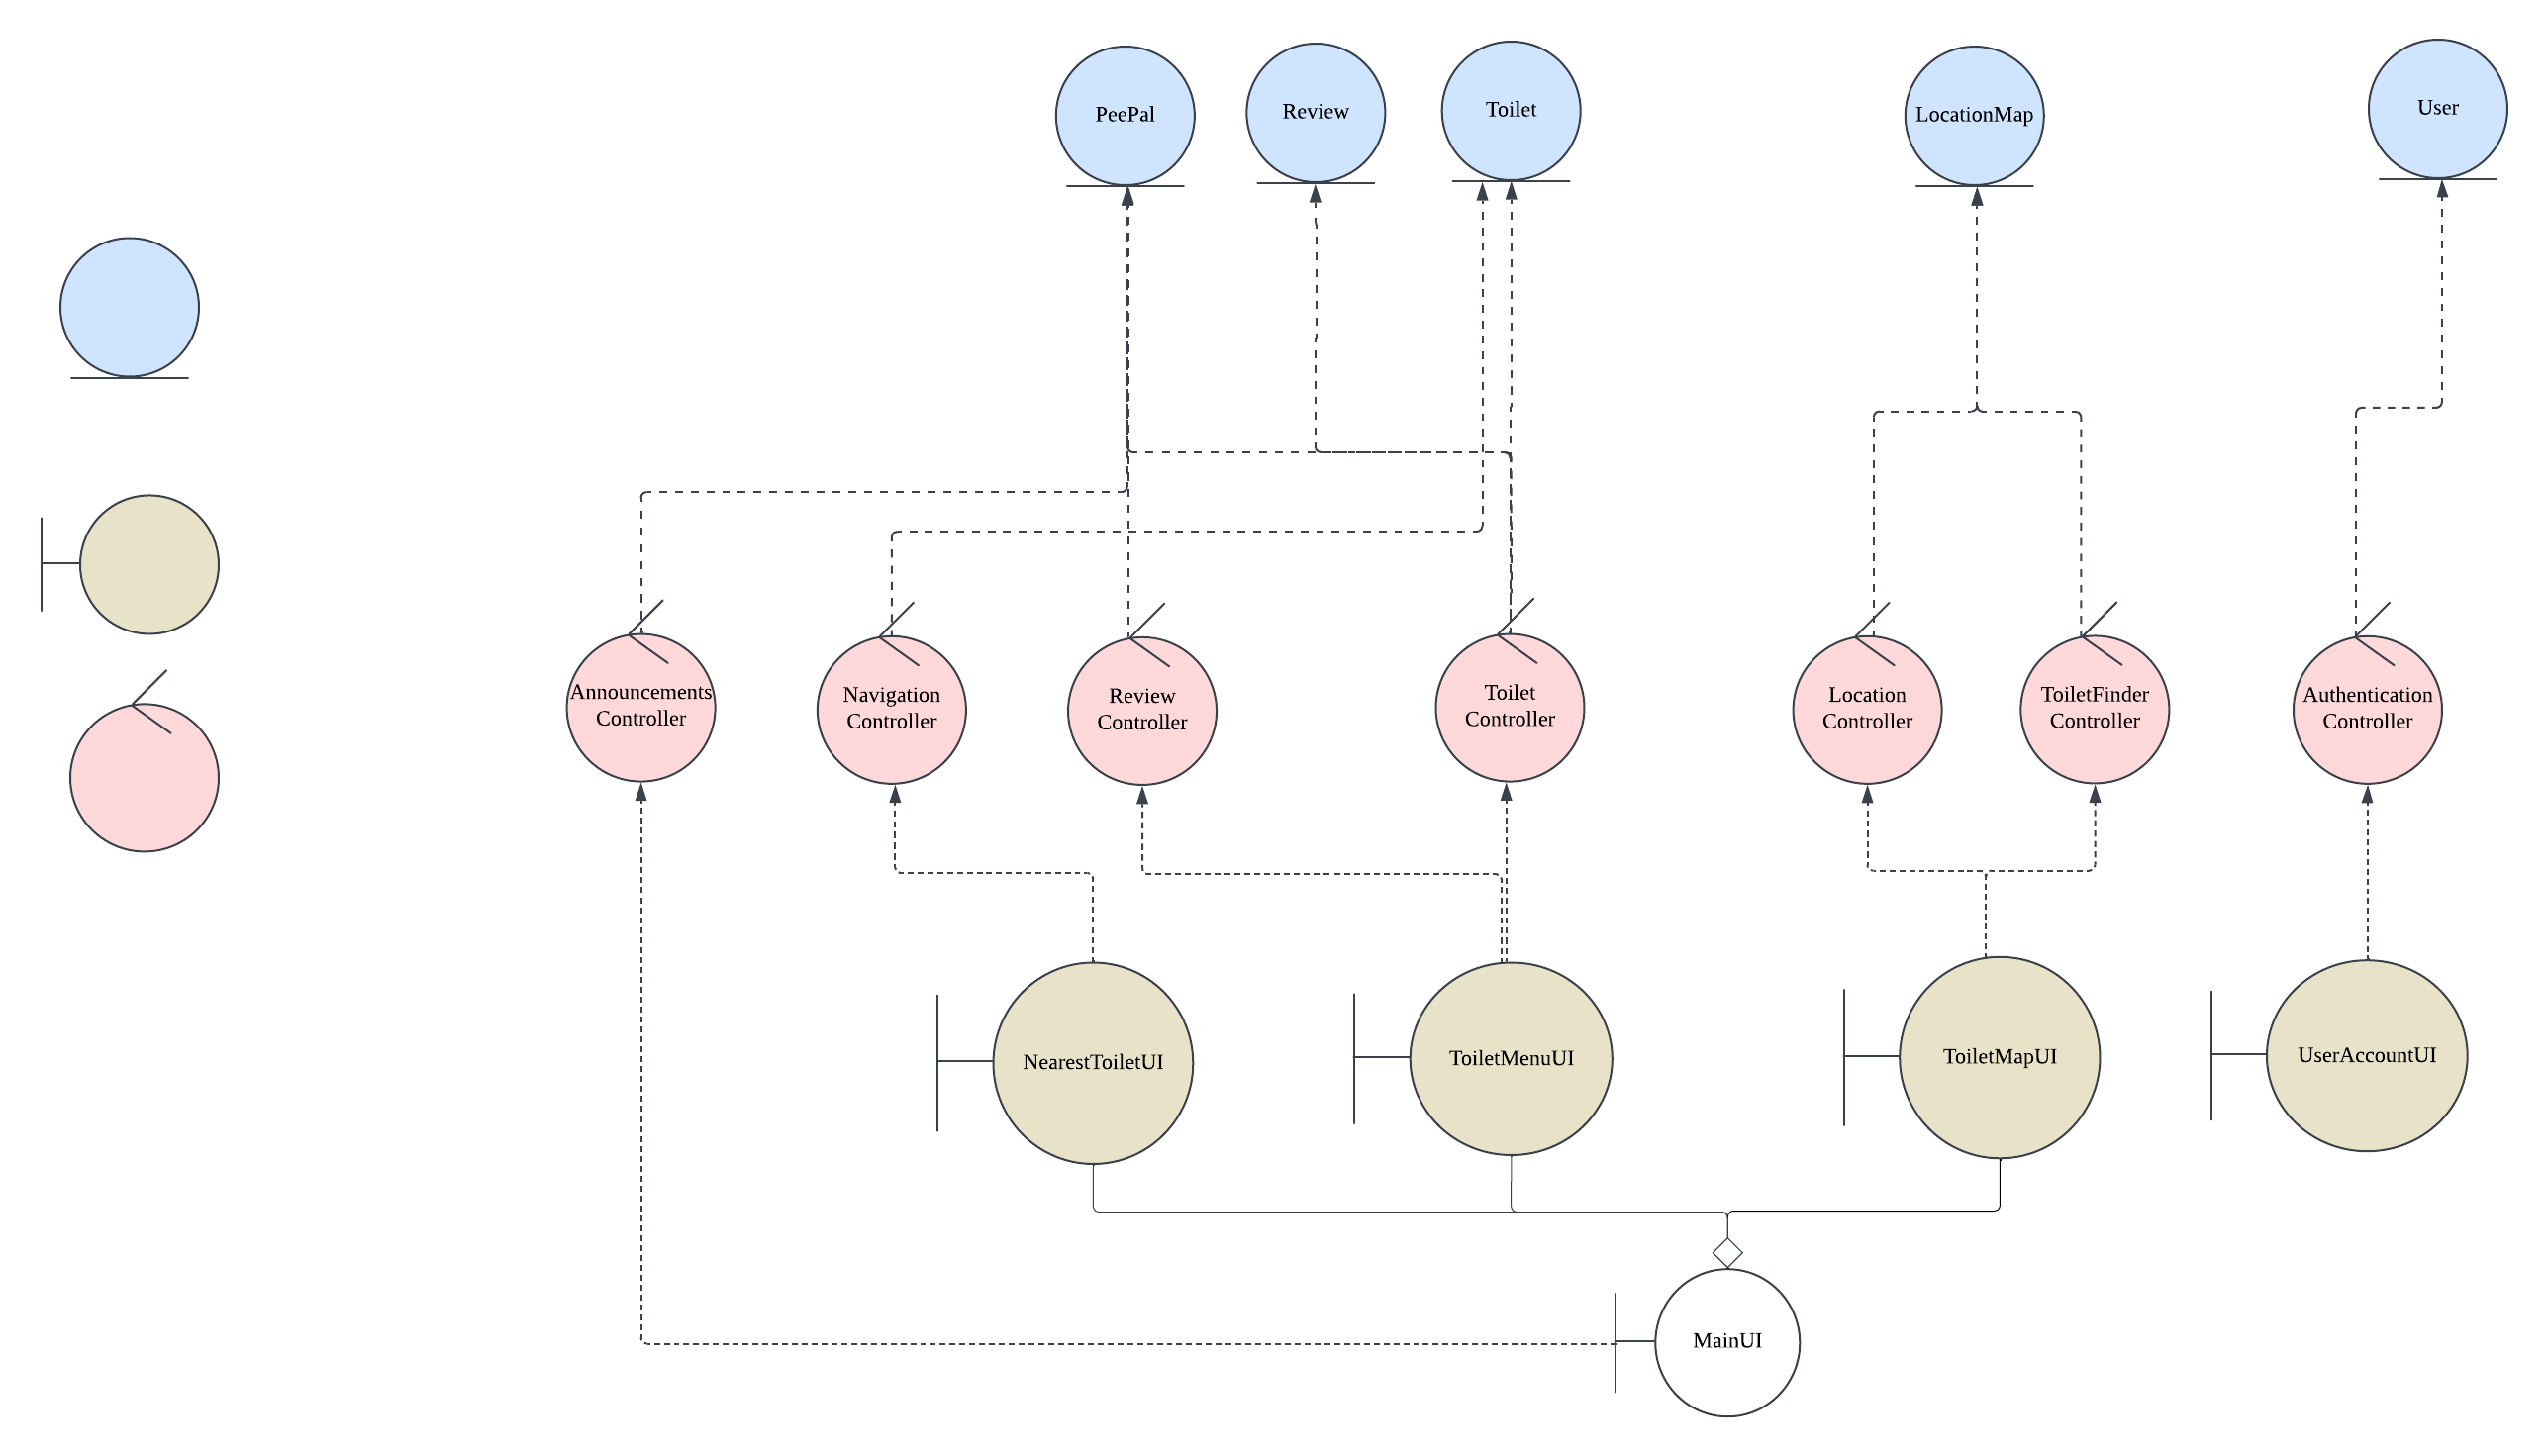 PeePal
Review
Toilet
LocationMap
User
Announcements
Controller
Navigation
Controller
Review
Controller
Toilet
Controller
Location
Controller
ToiletFinder
Controller
Authentication
Controller
NearestToiletUI
ToiletMenuUI
ToiletMapUI
UserAccountUI
MainUI